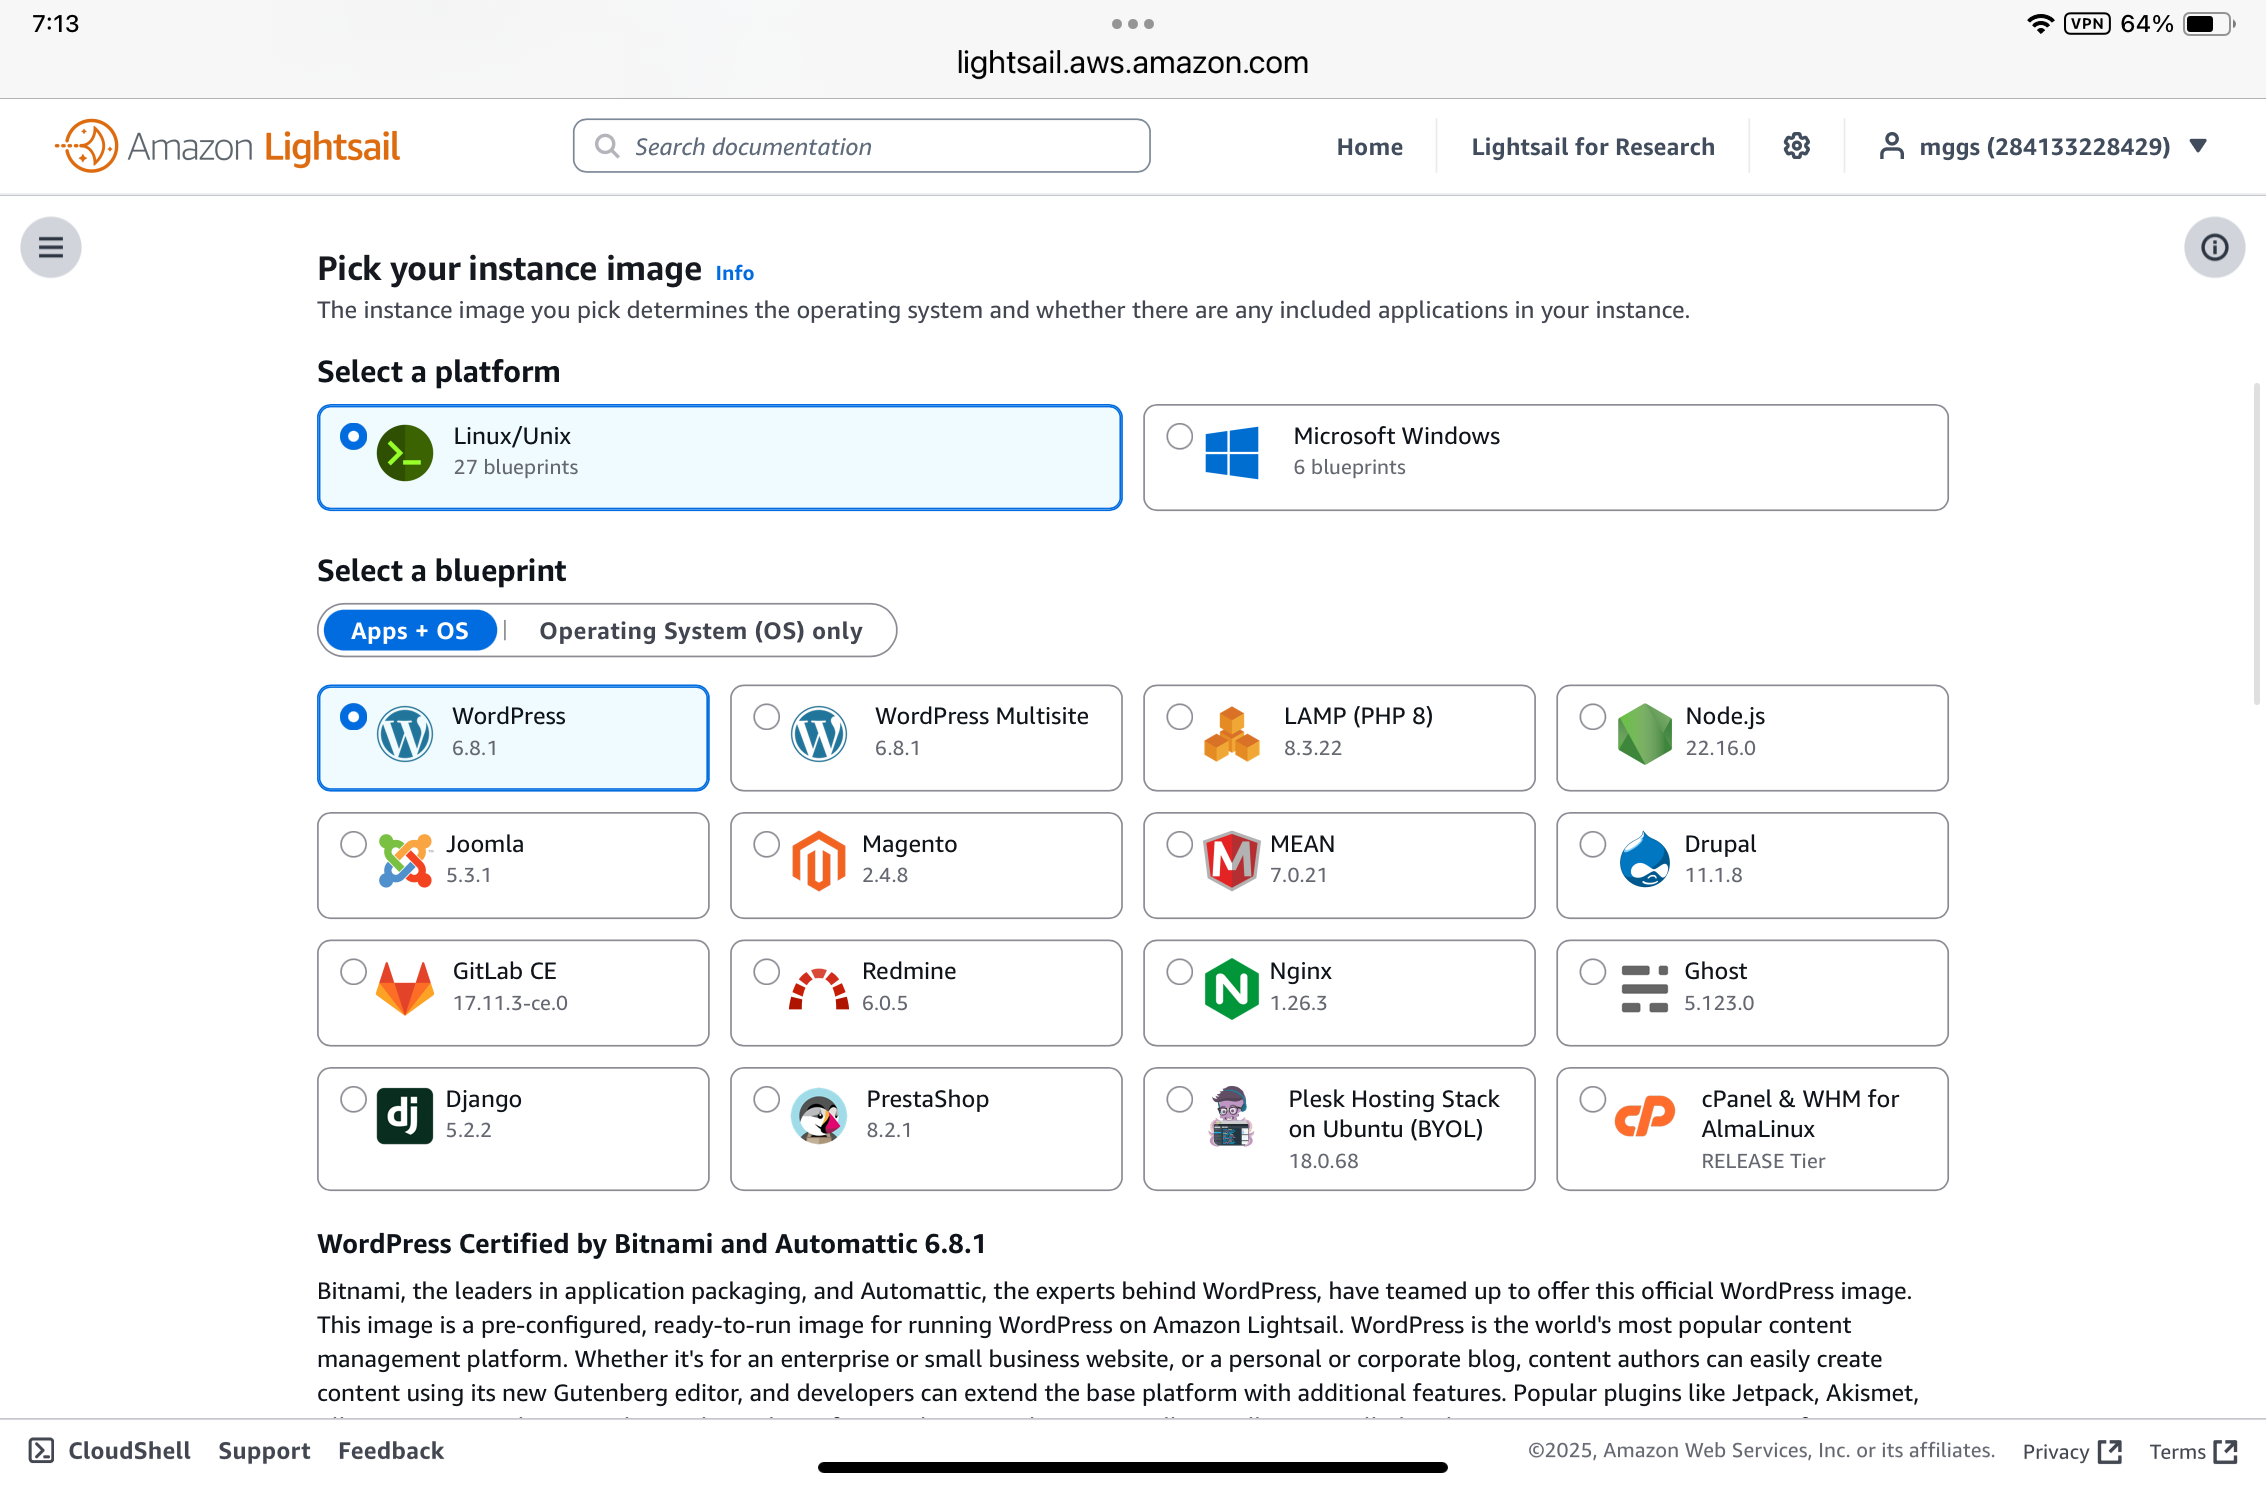 7:13
VPN 64%
lightsail.aws.amazon.com
Amazon Lightsail
Search documentation
Home
Lightsail for Research
mggs (284133228429)
Pick your instance image Info
The instance image you pick determines the operating system and whether there are any included applications in your instance.
Select a platform
Linux/Unix
27 blueprints
Microsoft Windows
6 blueprints
Select a blueprint
Apps + OS
Operating System (OS) only
WordPress
6.8.1
WordPress Multisite
6.8.1
LAMP (PHP 8)
8.3.22
Node.js
22.16.0
Joomla
5.3.1
Magento
2.4.8
MEAN
7.0.21
Drupal
11.1.8
GitLab CE
17.11.3-ce.0
Redmine
6.0.5
Nginx
1.26.3
Ghost
5.123.0
dj
Django
5.2.2
PrestaShop
8.2.1
Plesk Hosting Stack
on Ubuntu (BYOL)
18.0.68
cP
cPanel & WHM for
AlmaLinux
RELEASE Tier
WordPress Certified by Bitnami and Automattic 6.8.1
Bitnami, the leaders in application packaging, and Automattic, the experts behind WordPress, have teamed up to offer this official WordPress image.
This image is a pre-configured, ready-to-run image for running WordPress on Amazon Lightsail. WordPress is the world's most popular content
management platform. Whether it's for an enterprise or small business website, or a personal or corporate blog, content authors can easily create
content using its new Gutenberg editor, and developers can extend the base platform with additional features. Popular plugins like Jetpack, Akismet,
CloudShell
Support
Feedback
©2025, Amazon Web Services, Inc. or its affiliates.
Privacy
Terms